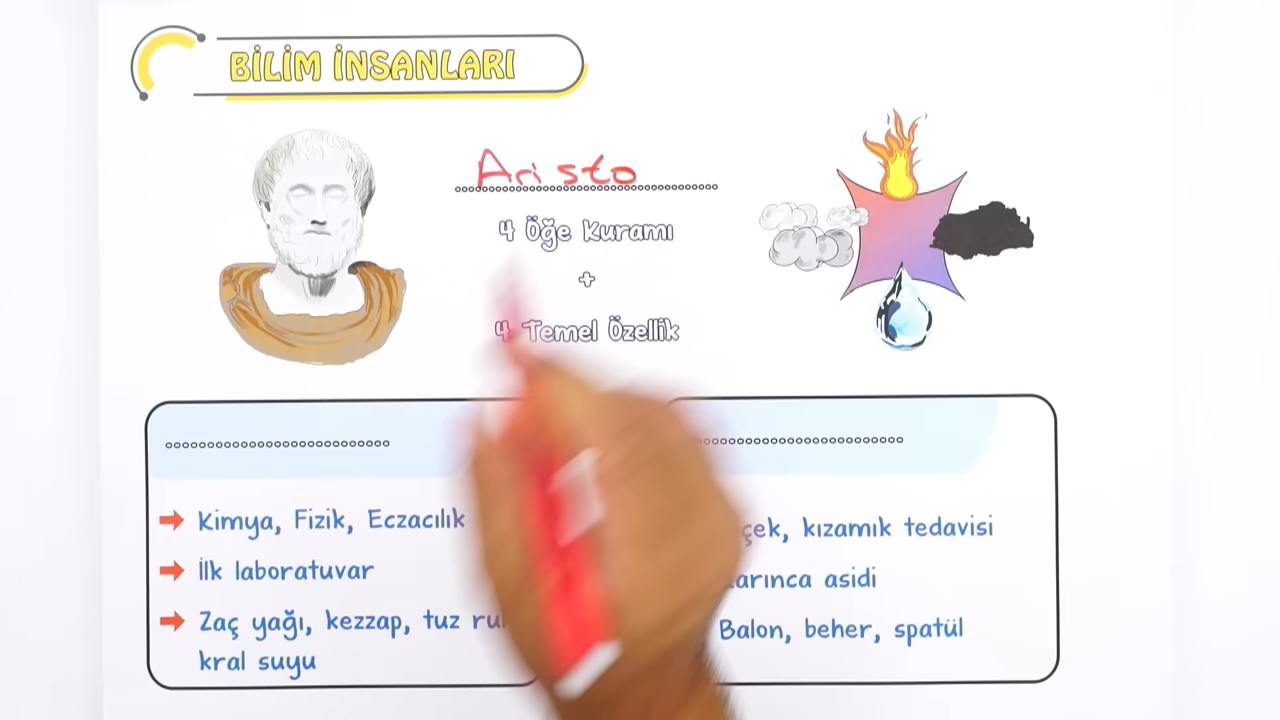 BİLİM İNSANLARI
Aristo
4 Öğe Kuramı
+
4 Temel Özellik
Kimya, Fizik, Eczacılık
İlk laboratuvar
Zaç yağı, kezzap, tuz
kral suyu
kızamık tedavisi
asidi
Balon, beher, spatül